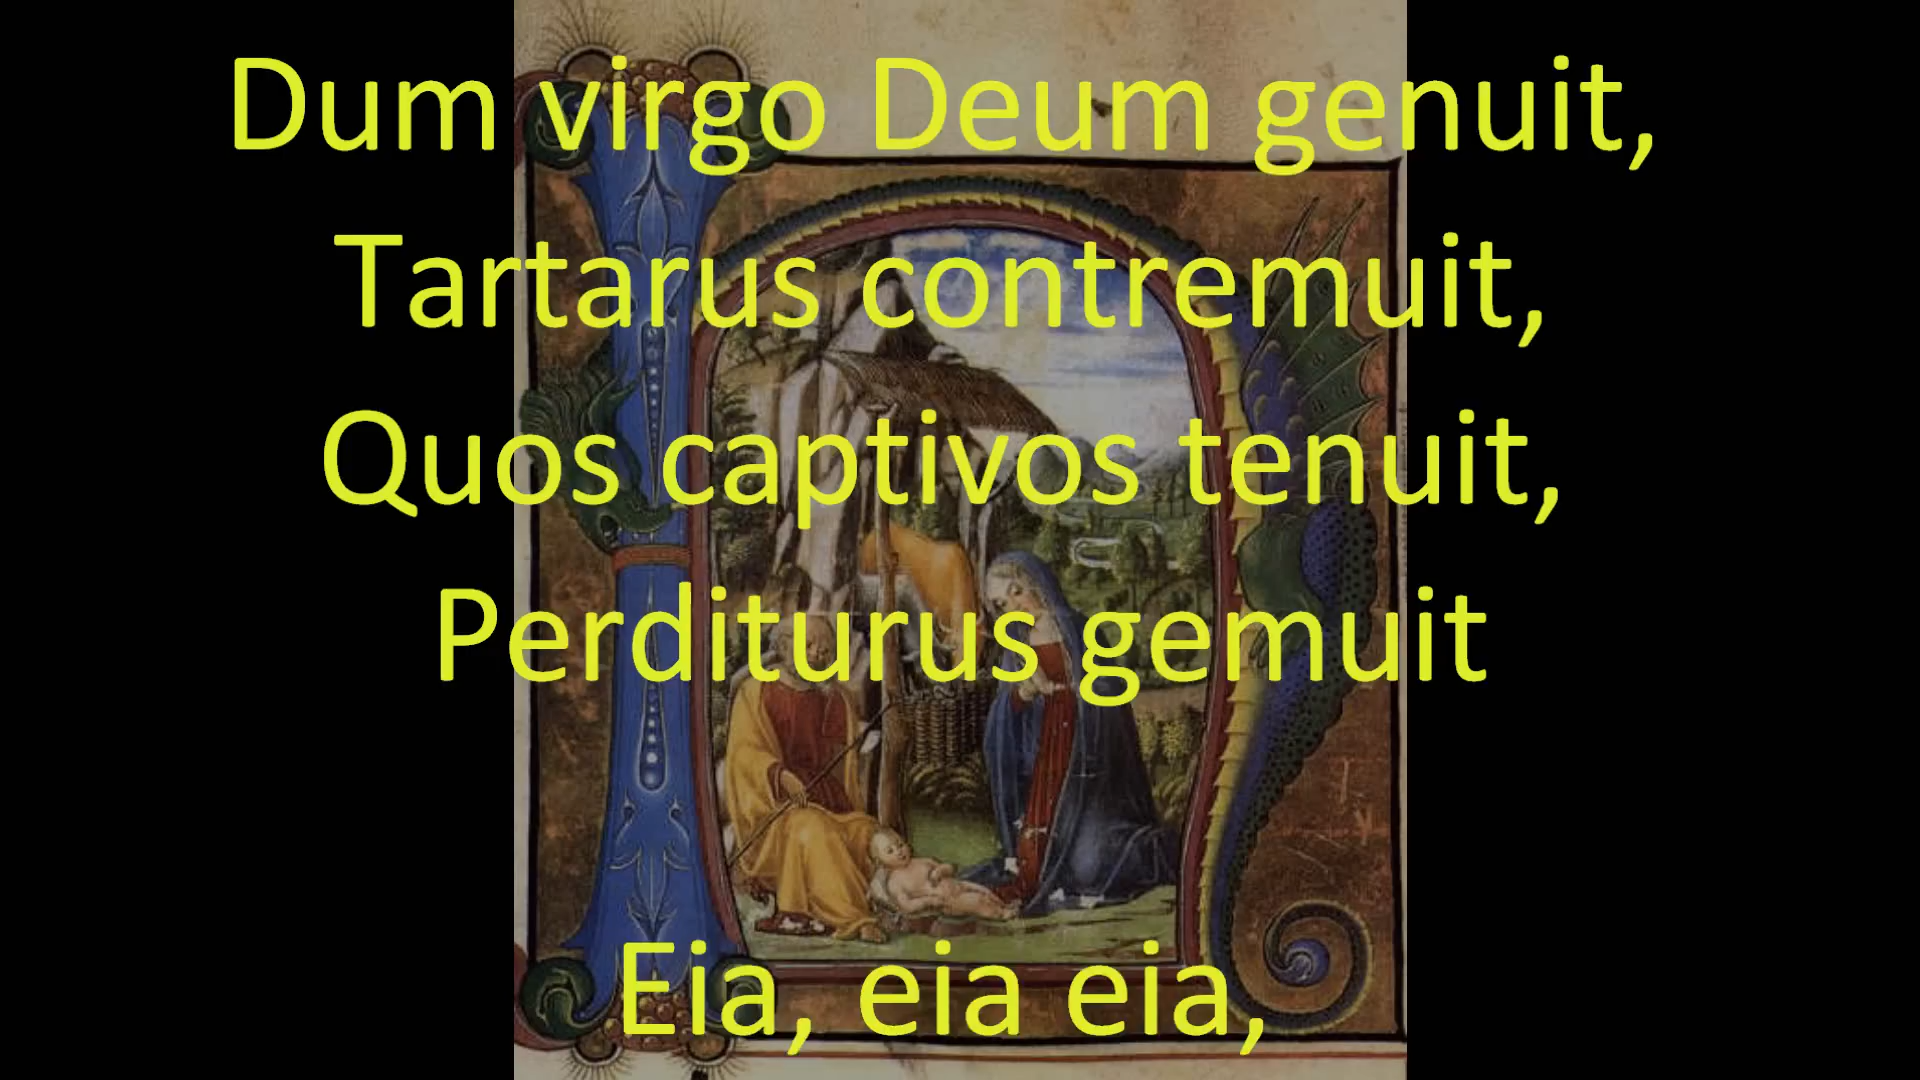 Dum virgo Deum genuit,
Tartarus contremuit,
Quos captivos tenuit,
Perditurus gemuit
Eia, eia eia,